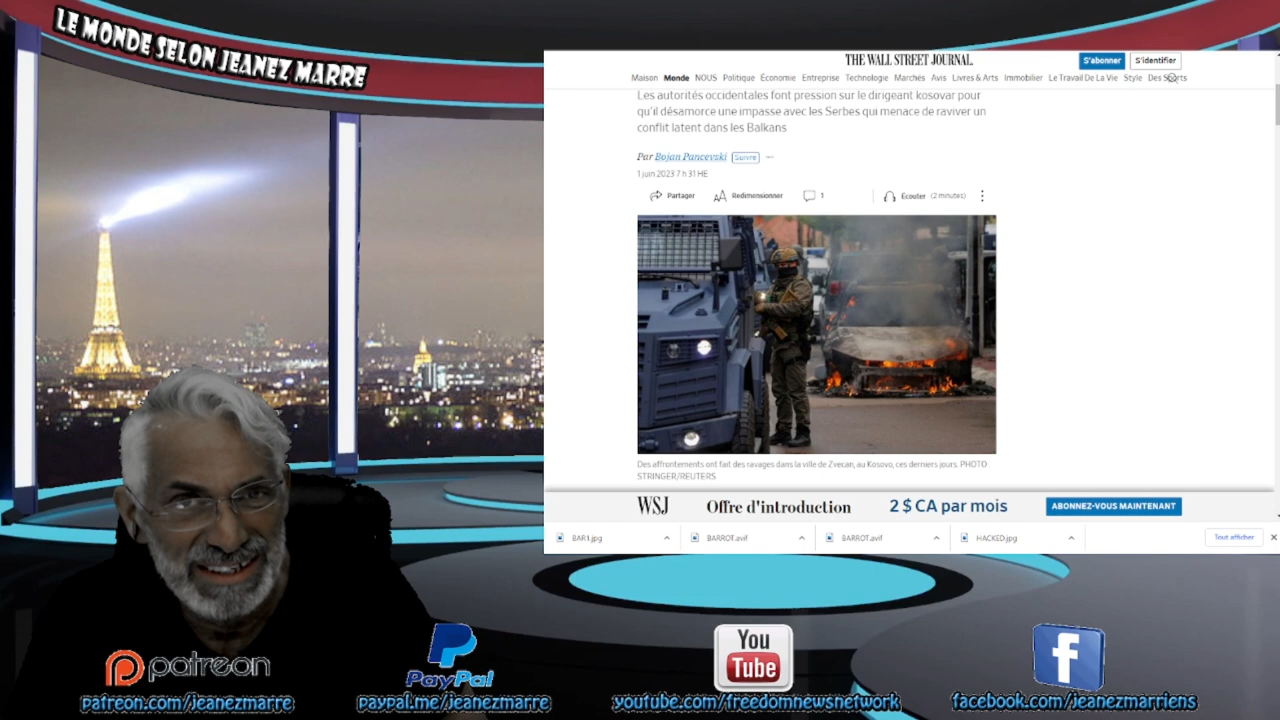 LE MONDE SELON JEANEZ MARRE
THE WALL STREET JOURNAL.
S'abonner
S'identifier
Maison Monde NOUS Politique Économie Entreprise Technologie Marchés Avis Livres & Arts Immobilier Le Travail De La Vie Style Des Sports
Les autorités occidentales font pression sur le dirigeant kosovar pour
qu'il désamorce une impasse avec les Serbes qui menace de raviver un
conflit latent dans les Balkans
Par Bojan Pancevski Suivre
1 juin 2023 7 h 31 HE
Partager
Redimensionner
1
Ecouter (2 minutes)
Des affrontements ont fait des ravages dans la ville de Zvecan, au Kosovo, ces derniers jours. PHOTO
STRINGER/REUTERS
WSJ
Offre d'introduction
2 $ CA par mois
ABONNEZ-VOUS MAINTENANT
BAR1.jpg
BARROT.avif
BARROT.avif
HACKED.jpg
Tout afficher
patreon
PayPal
You
Tube
f
patreon.com/jeanezmarre
paypal.me/jeanezmarre
youtube.com/freedomnewsnetwork
facebook.com/jeanezmarriens